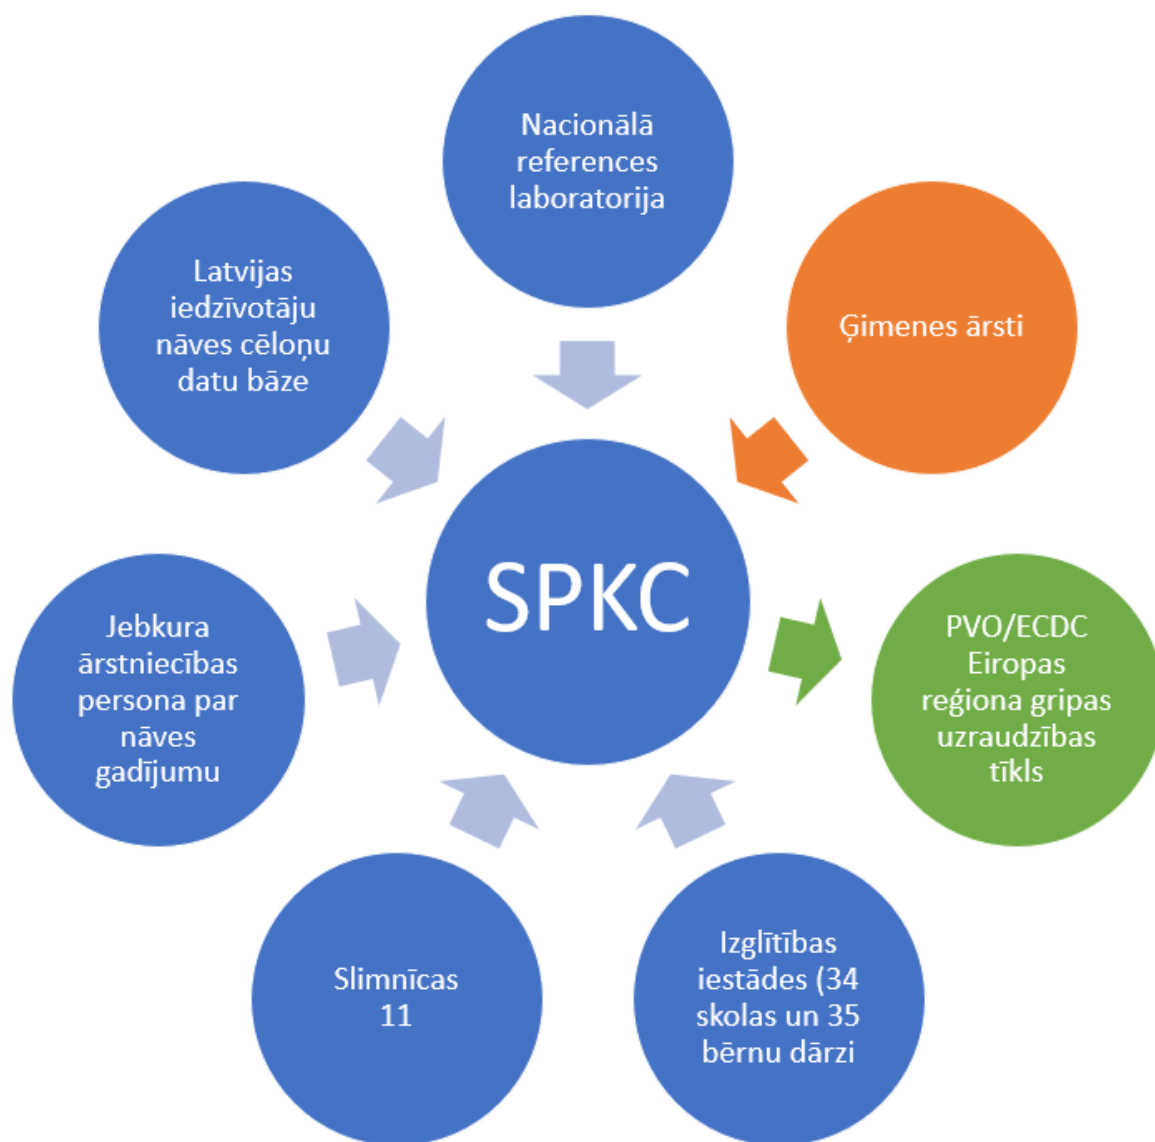 Nacionālā
references
laboratorija
Ģimenes ārsti
Latvijas
iedzīvotāju
nāves cēloņu
datu bāze
SPKC
PVO/ECDC
Eiropas
reģiona gripas
uzraudzības
tīkls
Jebkura
ārstniecības
persona par
nāves
gadījumu
Izglītības
iestādes (34
skolas un 35
bērnu dārzi
Slimnīcas
11